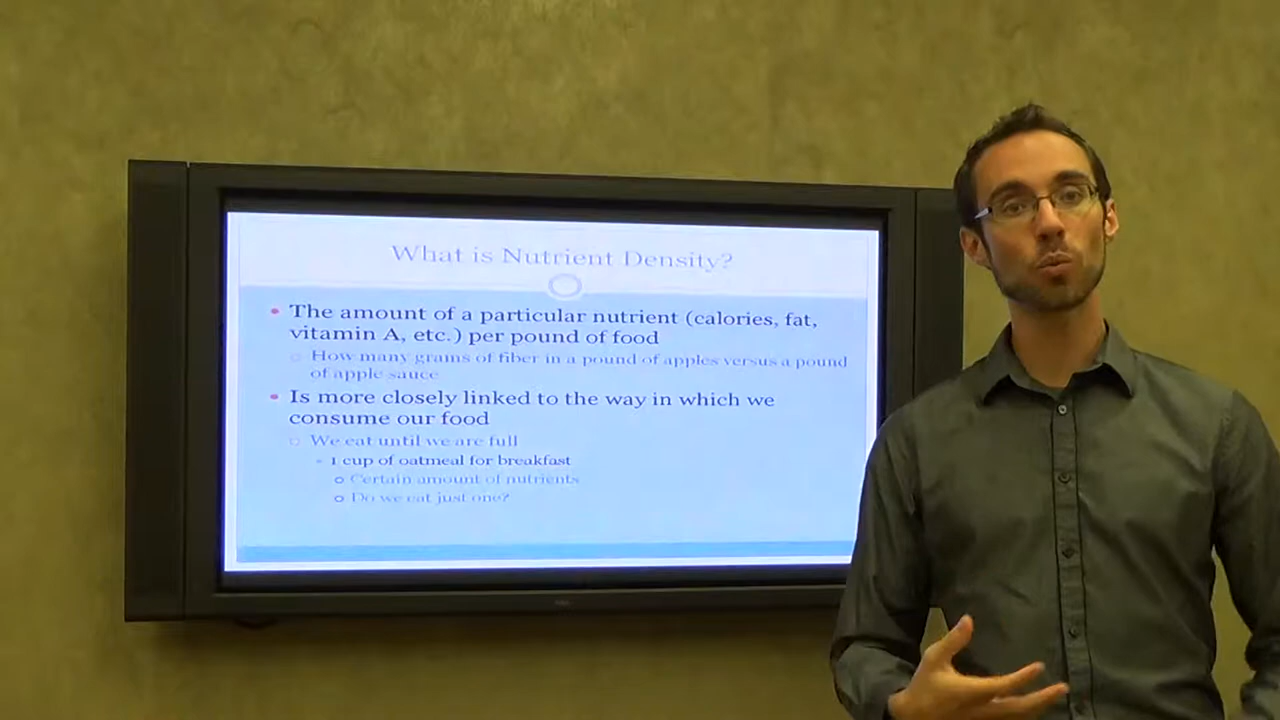 What is Nutrient Density?
• The amount of a particular nutrient (calories, fat,
vitamin A, etc.) per pound of food
How many grams of fiber in a pound of apples versus a pound
of apple sauce
• Is more closely linked to the way in which we
consume our food
We eat until we are full
1 cup of oatmeal for breakfast
Certain amount of nutrients
Do we eat just one?